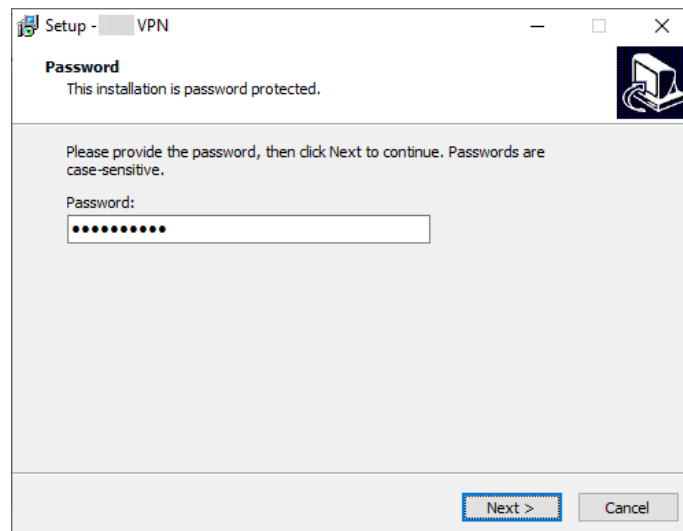 Setup - VPN
Password
This installation is password protected.
Please provide the password, then click Next to continue. Passwords are
case-sensitive.
Password:
••••••••••
Next >
Cancel